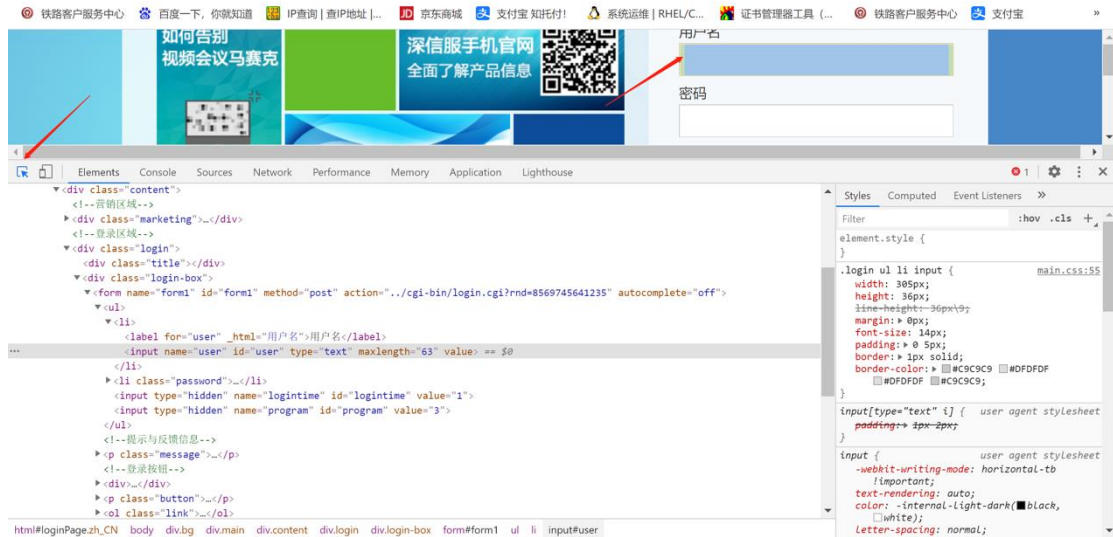 铁路客户服务中心 百度一下，你就知道 IP查询 | 查IP地址 |... 京东商城 支付宝 知托付! 系统运维 | RHEL/C... 证书管理器工具 (... 铁路客户服务中心 支付宝 »
如何告别
视频会议马赛克
深信服手机官网
全面了解产品信息
用户名
密码
Elements Console Sources Network Performance Memory Application Lighthouse 1
<div class="content">
<!--营销区域-->
<div class="marketing">…</div>
<!--登录区域-->
<div class="login">
<div class="title"></div>
<div class="login-box">
<form name="form1" id="form1" method="post" action="../cgi-bin/login.cgi?rnd=8569745641235" autocomplete="off">
<ul>
<li>
<label for="user" _html="用户名">用户名</label>
<input name="user" id="user" type="text" maxlength="63" value> == $0
</li>
<li class="password">…</li>
<input type="hidden" name="logintime" id="logintime" value="1">
<input type="hidden" name="program" id="program" value="3">
</ul>
<!--提示与反馈信息-->
<p class="message">…</p>
<!--登录按钮-->
<div>…</div>
<p class="button">…</p>
<ol class="link">…</ol>
html#loginPage.zh_CN body div.bg div.main div.content div.login div.login-box form#form1 ul li input#user
Styles Computed Event Listeners »
Filter :hov .cls +
element.style {
}
.login ul li input { main.css:55
width: 305px;
height: 36px;
line-height: 36px\9;
margin: 0px;
font-size: 14px;
padding: 0 5px;
border: 1px solid;
border-color: #C9C9C9 #DFDFDF
#DFDFDF #C9C9C9;
}
input[type="text" i] { user agent stylesheet
padding: 1px 2px;
}
input { user agent stylesheet
-webkit-writing-mode: horizontal-tb
!important;
text-rendering: auto;
color: -internal-light-dark(black,
white);
letter-spacing: normal;